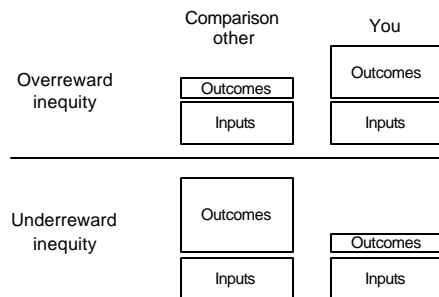 Comparison
other
You
Overreward
inequity
Outcomes
Inputs
Outcomes
Inputs
Underreward
inequity
Outcomes
Inputs
Outcomes
Inputs